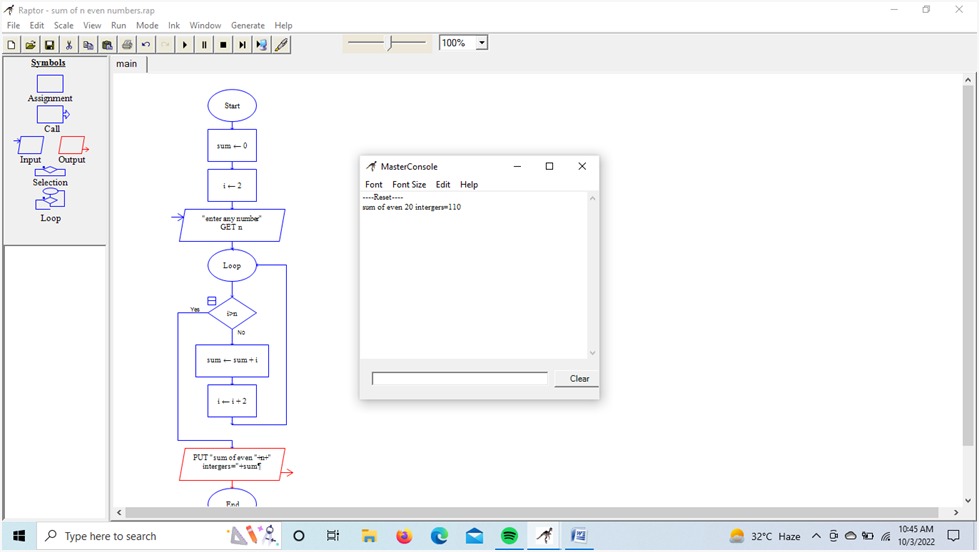 Raptor - sum of n even numbers.rap
File Edit Scale View Run Mode Ink Window Generate Help
100%
Symbols
Assignment
Call
Input Output
Selection
Loop
main
Start
sum ← 0
i ← 2
"enter any number"
GET n
Loop
Yes
i>n
No
sum ← sum + i
i ← i + 2
PUT "sum of even "+n+"
intergers="+sum¶
End
MasterConsole
Font Font Size Edit Help
----Reset----
sum of even 20 intergers=110
Clear
Type here to search
32°C Haze
10:45 AM
10/3/2022